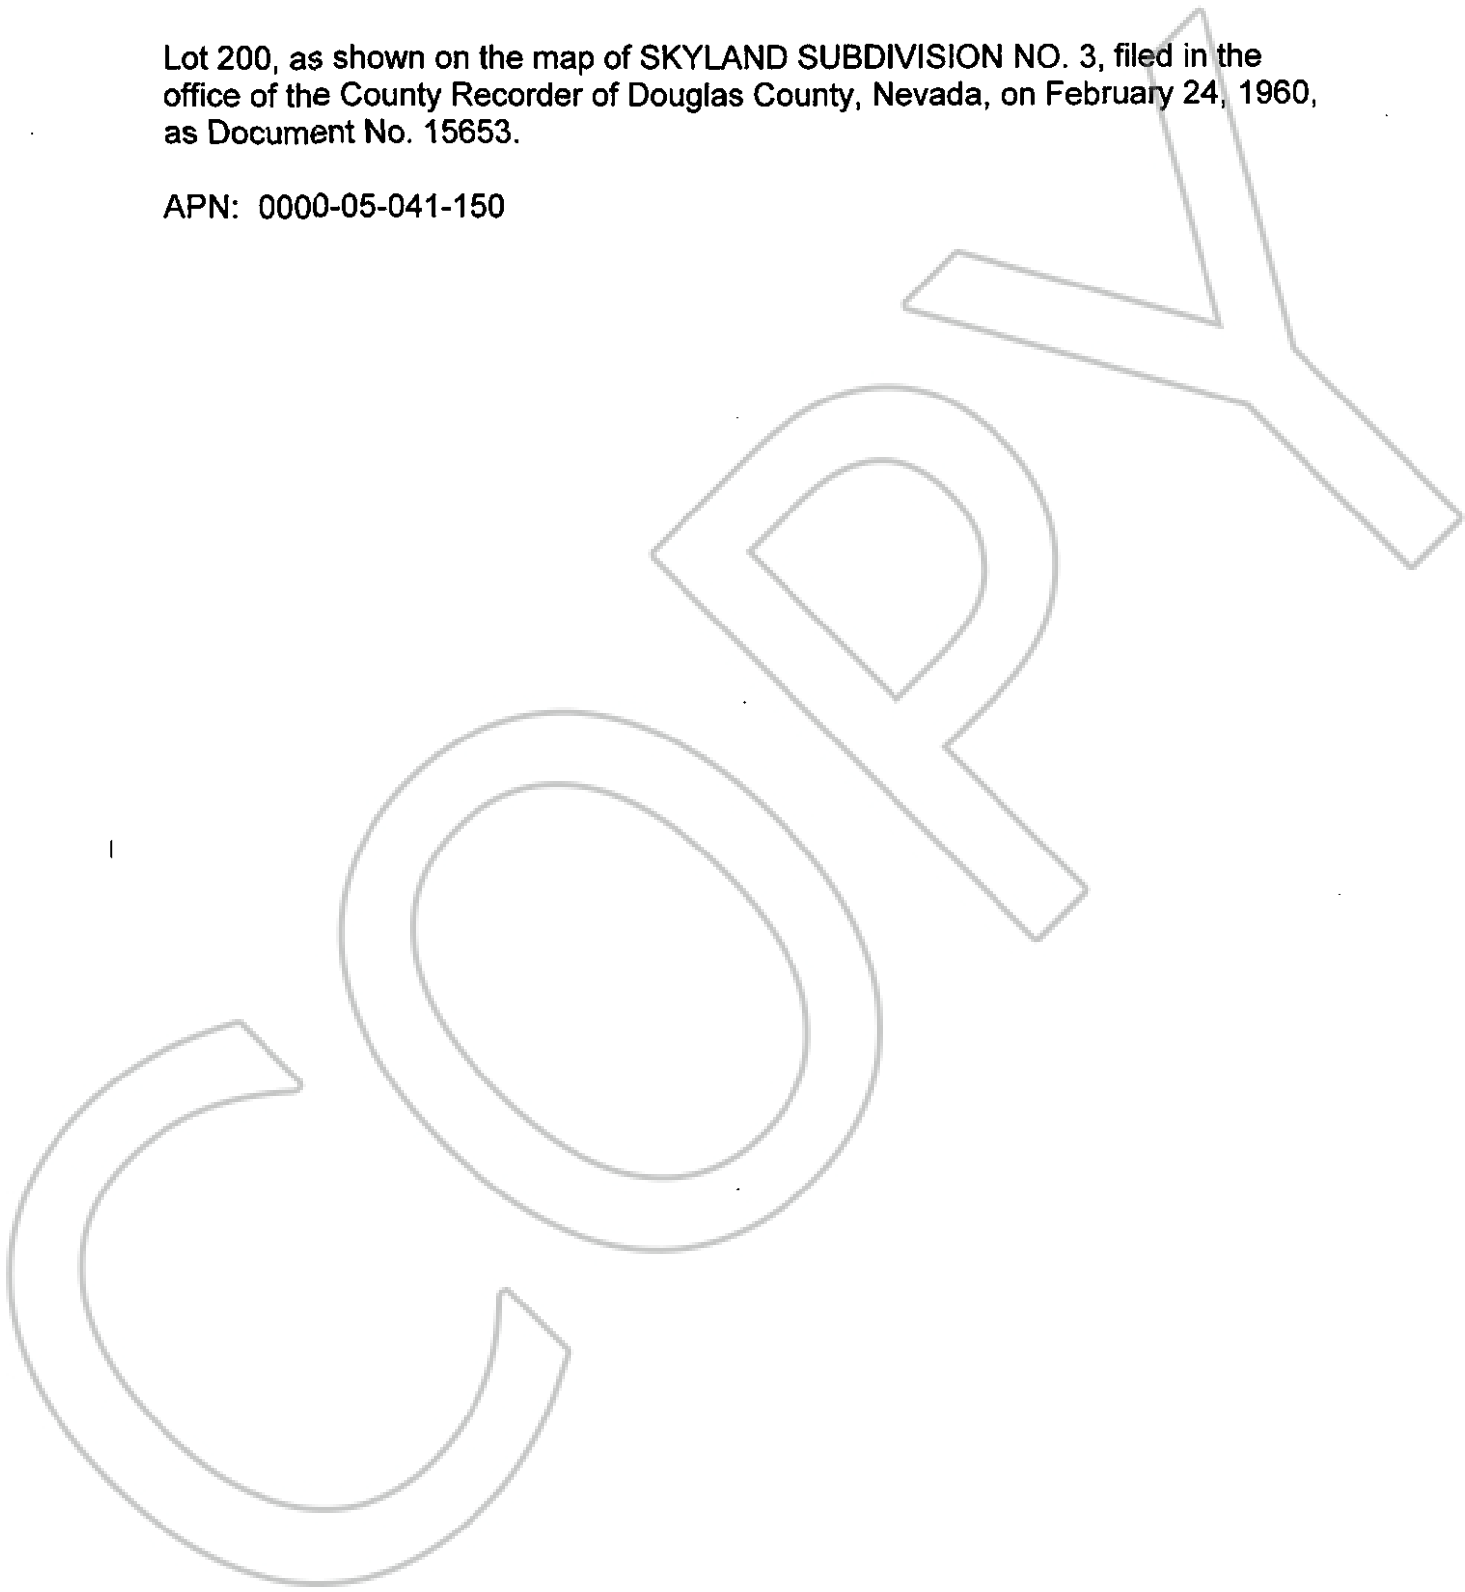 Lot 200, as shown on the map of SKYLAND SUBDIVISION NO. 3, filed in the
office of the County Recorder of Douglas County, Nevada, on February 24, 1960,
as Document No. 15653.
APN: 0000-05-041-150
COPY